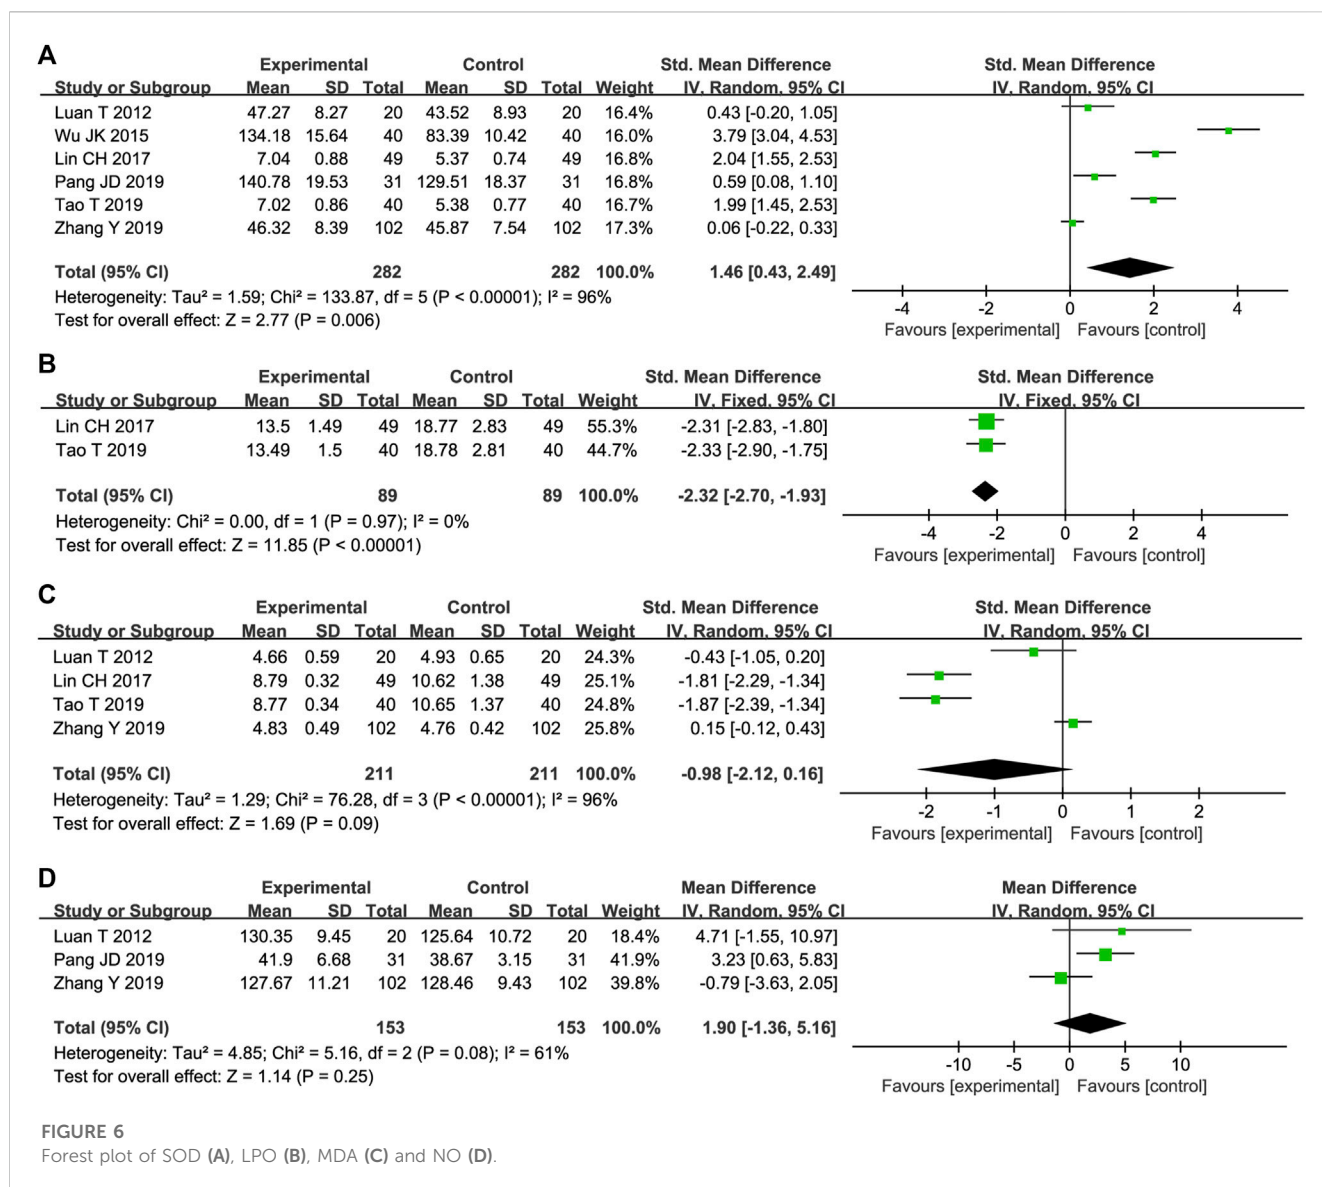 A
Experimental Control Std. Mean Difference Std. Mean Difference
Study or Subgroup Mean SD Total Mean SD Total Weight IV, Random, 95% CI IV, Random, 95% CI
Luan T 2012 47.27 8.27 20 43.52 8.93 20 16.4% 0.43 [-0.20, 1.05]
Wu JK 2015 134.18 15.64 40 83.39 10.42 40 16.0% 3.79 [3.04, 4.53]
Lin CH 2017 7.04 0.88 49 5.37 0.74 49 16.8% 2.04 [1.55, 2.53]
Pang JD 2019 140.78 19.53 31 129.51 18.37 31 16.8% 0.59 [0.08, 1.10]
Tao T 2019 7.02 0.86 40 5.38 0.77 40 16.7% 1.99 [1.45, 2.53]
Zhang Y 2019 46.32 8.39 102 45.87 7.54 102 17.3% 0.06 [-0.22, 0.33]
Total (95% CI) 282 282 100.0% 1.46 [0.43, 2.49]
Heterogeneity: Tau² = 1.59; Chi² = 133.87, df = 5 (P < 0.00001); I² = 96%
Test for overall effect: Z = 2.77 (P = 0.006)
-4 -2 0 2 4
Favours [experimental] Favours [control]
B
Experimental Control Std. Mean Difference Std. Mean Difference
Study or Subgroup Mean SD Total Mean SD Total Weight IV, Fixed, 95% CI IV, Fixed, 95% CI
Lin CH 2017 13.5 1.49 49 18.77 2.83 49 55.3% -2.31 [-2.83, -1.80]
Tao T 2019 13.49 1.5 40 18.78 2.81 40 44.7% -2.33 [-2.90, -1.75]
Total (95% CI) 89 89 100.0% -2.32 [-2.70, -1.93]
Heterogeneity: Chi² = 0.00, df = 1 (P = 0.97); I² = 0%
Test for overall effect: Z = 11.85 (P < 0.00001)
-4 -2 0 2 4
Favours [experimental] Favours [control]
C
Experimental Control Std. Mean Difference Std. Mean Difference
Study or Subgroup Mean SD Total Mean SD Total Weight IV, Random, 95% CI IV, Random, 95% CI
Luan T 2012 4.66 0.59 20 4.93 0.65 20 24.3% -0.43 [-1.05, 0.20]
Lin CH 2017 8.79 0.32 49 10.62 1.38 49 25.1% -1.81 [-2.29, -1.34]
Tao T 2019 8.77 0.34 40 10.65 1.37 40 24.8% -1.87 [-2.39, -1.34]
Zhang Y 2019 4.83 0.49 102 4.76 0.42 102 25.8% 0.15 [-0.12, 0.43]
Total (95% CI) 211 211 100.0% -0.98 [-2.12, 0.16]
Heterogeneity: Tau² = 1.29; Chi² = 76.28, df = 3 (P < 0.00001); I² = 96%
Test for overall effect: Z = 1.69 (P = 0.09)
-2 -1 0 1 2
Favours [experimental] Favours [control]
D
Experimental Control Mean Difference Mean Difference
Study or Subgroup Mean SD Total Mean SD Total Weight IV, Random, 95% CI IV, Random, 95% CI
Luan T 2012 130.35 9.45 20 125.64 10.72 20 18.4% 4.71 [-1.55, 10.97]
Pang JD 2019 41.9 6.68 31 38.67 3.15 31 41.9% 3.23 [0.63, 5.83]
Zhang Y 2019 127.67 11.21 102 128.46 9.43 102 39.8% -0.79 [-3.63, 2.05]
Total (95% CI) 153 153 100.0% 1.90 [-1.36, 5.16]
Heterogeneity: Tau² = 4.85; Chi² = 5.16, df = 2 (P = 0.08); I² = 61%
Test for overall effect: Z = 1.14 (P = 0.25)
-10 -5 0 5 10
Favours [experimental] Favours [control]
FIGURE 6
Forest plot of SOD (A), LPO (B), MDA (C) and NO (D).